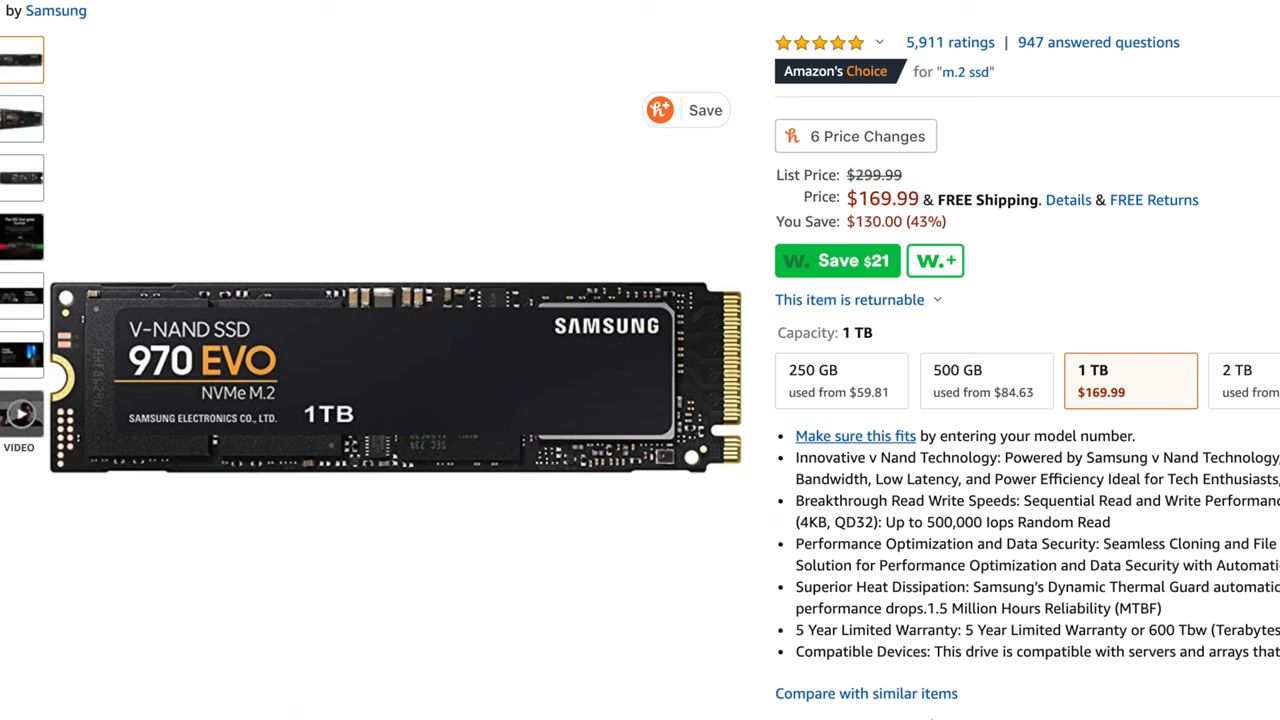 by Samsung
5,911 ratings | 947 answered questions
Amazon's Choice for "m.2 ssd"
Save
6 Price Changes
List Price: $299.99
Price: $169.99 & FREE Shipping. Details & FREE Returns
You Save: $130.00 (43%)
w. Save $21 w.+
This item is returnable
Capacity: 1 TB
250 GB
used from $59.81
500 GB
used from $84.63
1 TB
$169.99
2 TB
used from
V-NAND SSD
970 EVO
NVMe M.2
SAMSUNG ELECTRONICS CO., LTD.
1TB
SAMSUNG
VIDEO
Make sure this fits by entering your model number.
Innovative v Nand Technology: Powered by Samsung v Nand Technology,
Bandwidth, Low Latency, and Power Efficiency Ideal for Tech Enthusiasts,
Breakthrough Read Write Speeds: Sequential Read and Write Performanc
(4KB, QD32): Up to 500,000 Iops Random Read
Performance Optimization and Data Security: Seamless Cloning and File
Solution for Performance Optimization and Data Security with Automati
Superior Heat Dissipation: Samsung's Dynamic Thermal Guard automatic
performance drops.1.5 Million Hours Reliability (MTBF)
5 Year Limited Warranty: 5 Year Limited Warranty or 600 Tbw (Terabytes
Compatible Devices: This drive is compatible with servers and arrays that
Compare with similar items